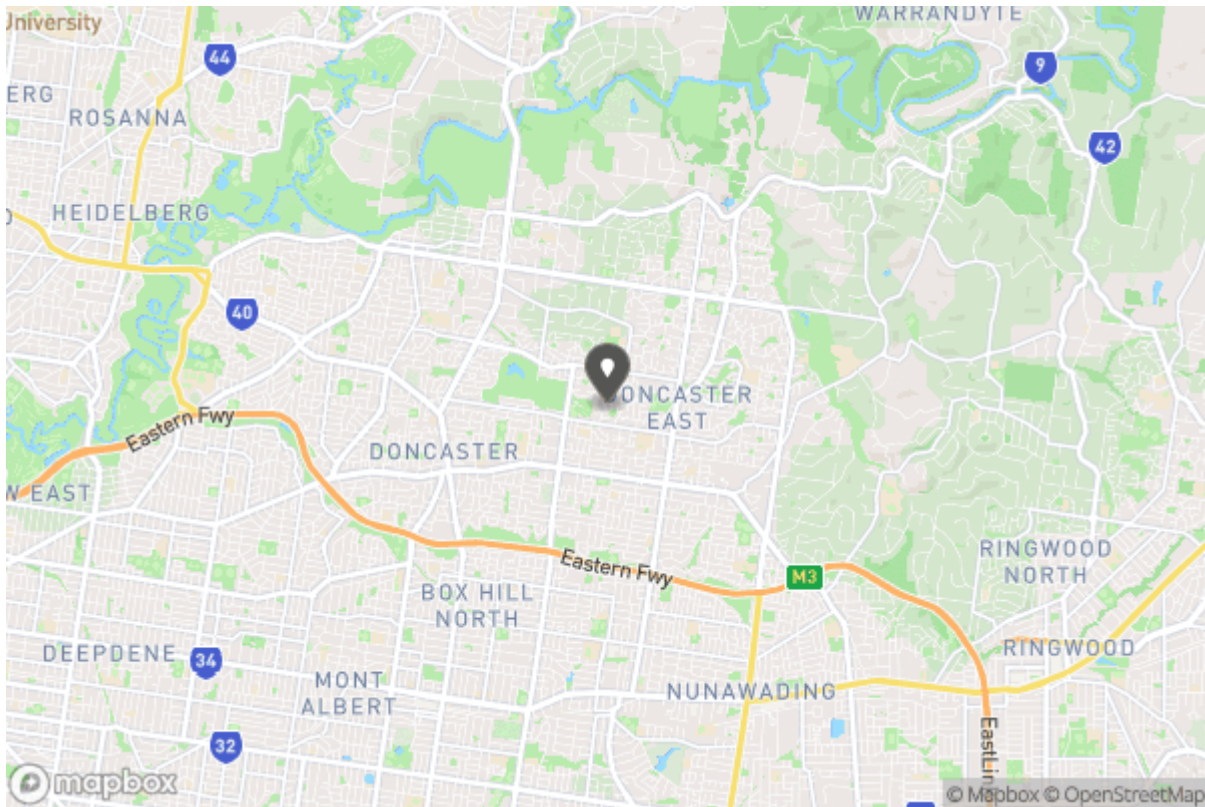 University
WARRANDYTE
44
9
ERG
ROSANNA
42
HEIDELBERG
40
DONCASTER
EAST
Eastern Fwy
DONCASTER
W EAST
Eastern Fwy
M3
RINGWOOD
NORTH
BOX HILL
NORTH
DEEPDENE
34
RINGWOOD
MONT
ALBERT
NUNAWADING
32
EastLin
mapbox
© Mapbox © OpenStreetMap